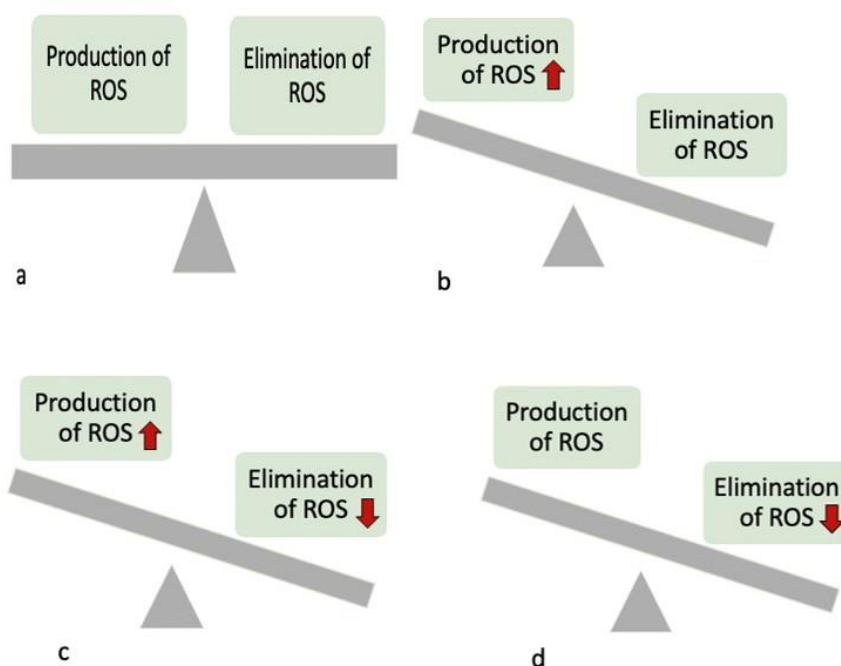 Production of
ROS
Elimination of
ROS
a
Production
of ROS
Elimination
of ROS
b
Production
of ROS
Elimination
of ROS
c
Production
of ROS
Elimination
of ROS
d